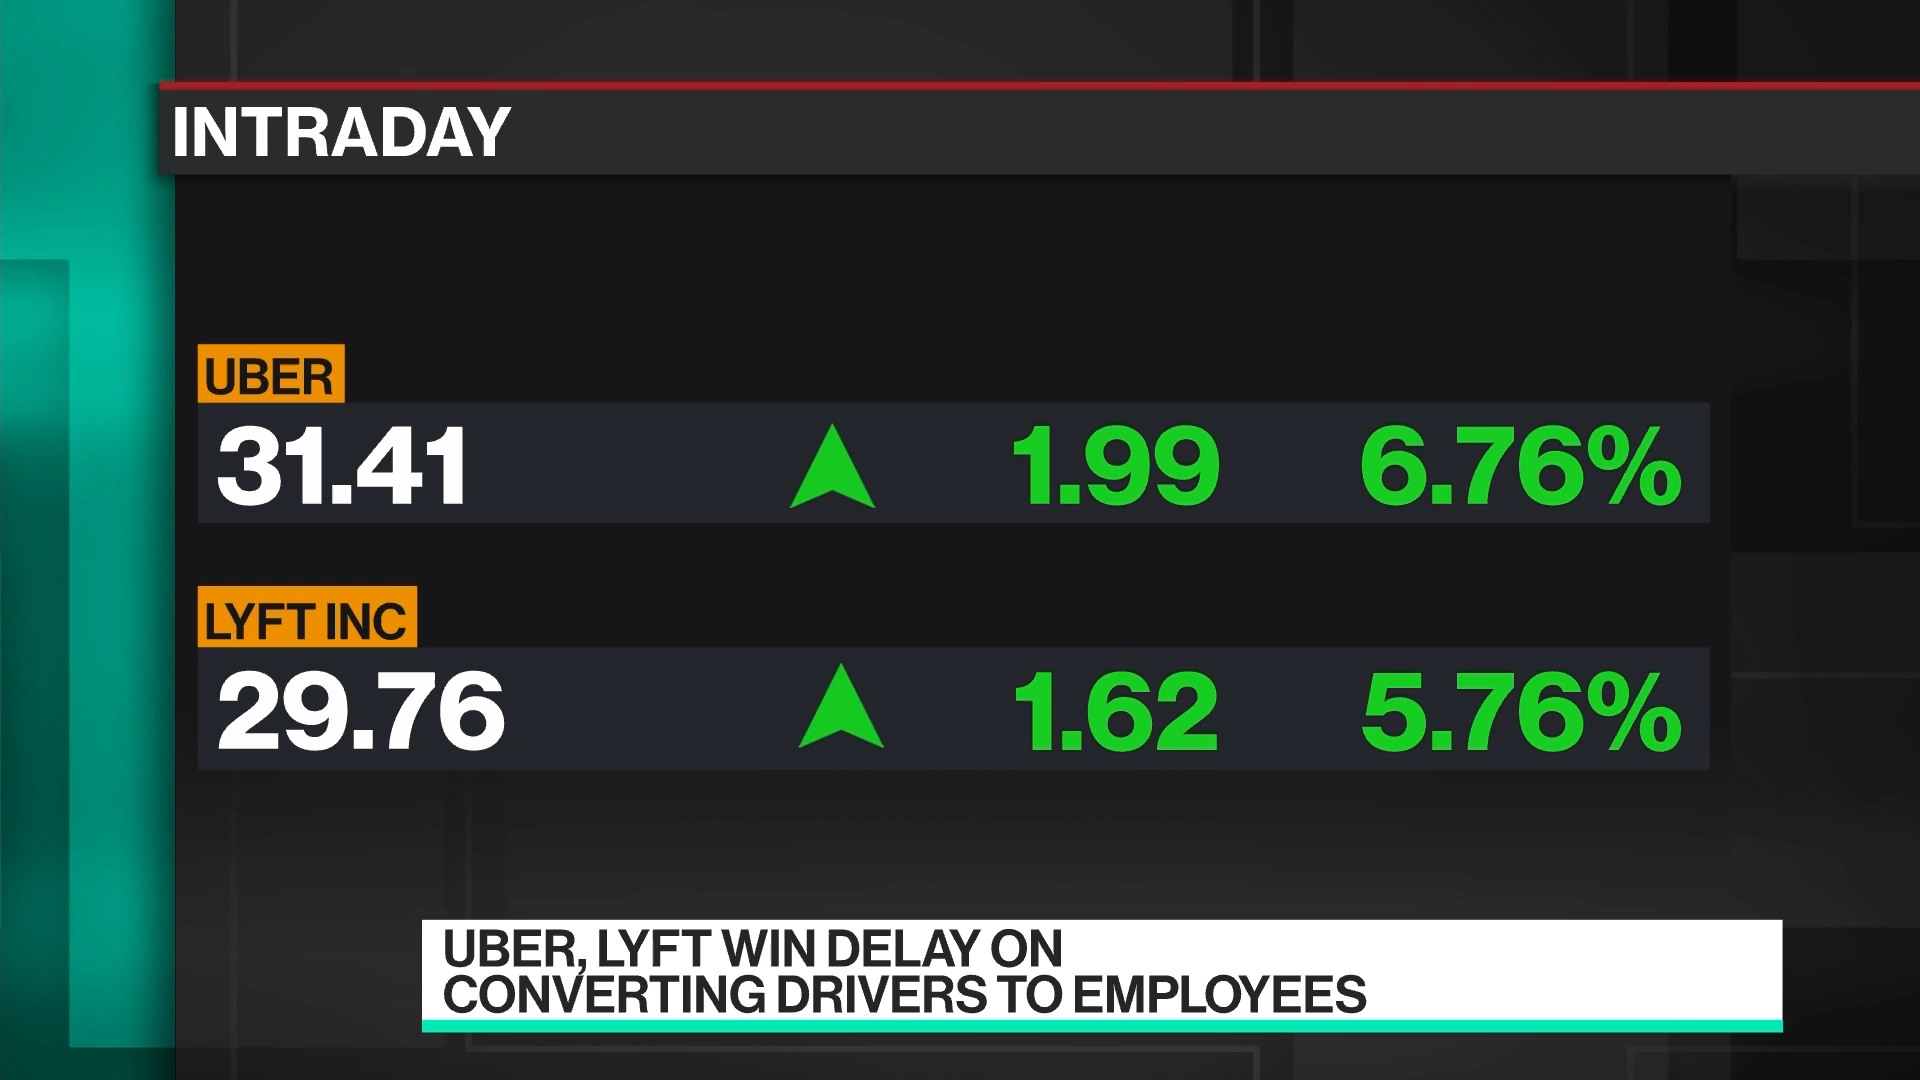 INTRADAY
UBER
31.41 1.99 6.76%
LYFT INC
29.76 1.62 5.76%
UBER, LYFT WIN DELAY ON
CONVERTING DRIVERS TO EMPLOYEES